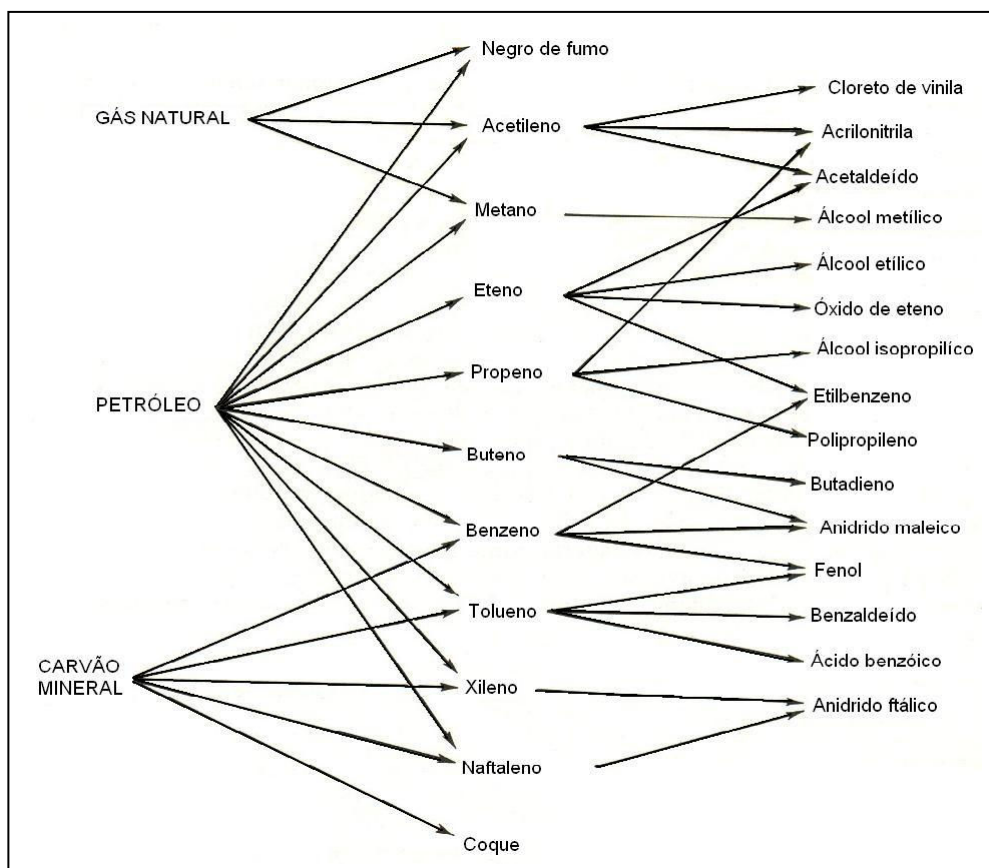 GÁS NATURAL
PETRÓLEO
CARVÃO
MINERAL
Negro de fumo
Acetileno
Metano
Eteno
Propeno
Buteno
Benzeno
Tolueno
Xileno
Naftaleno
Coque
Cloreto de vinila
Acrilonitrila
Acetaldeído
Álcool metílico
Álcool etílico
Óxido de eteno
Álcool isopropilíco
Etilbenzeno
Polipropileno
Butadieno
Anidrido maleico
Fenol
Benzaldeído
Ácido benzóico
Anidrido ftálico